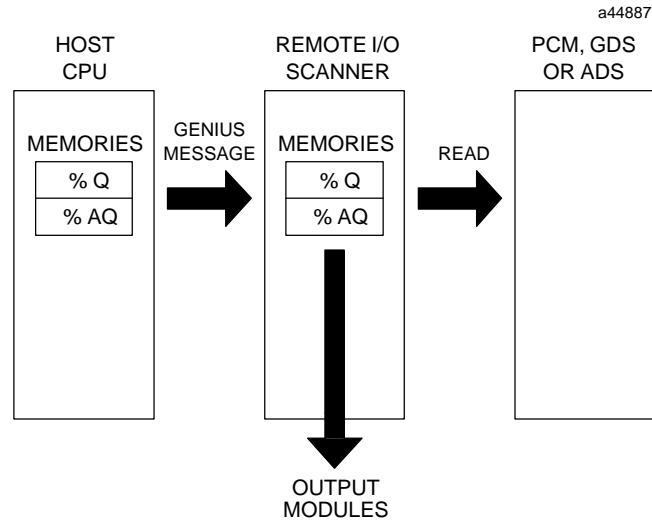 a44887
HOST
CPU
REMOTE I/O
SCANNER
PCM, GDS
OR ADS
MEMORIES
% Q
% AQ
GENIUS
MESSAGE
MEMORIES
% Q
% AQ
READ
OUTPUT
MODULES